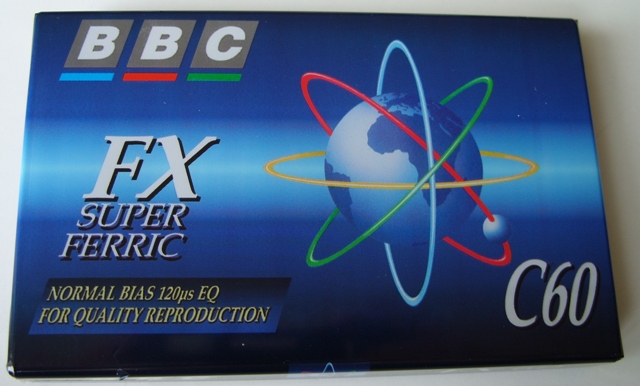 BBC
FX
SUPER
FERRIC
NORMAL BIAS 120µs EQ
FOR QUALITY REPRODUCTION
C60